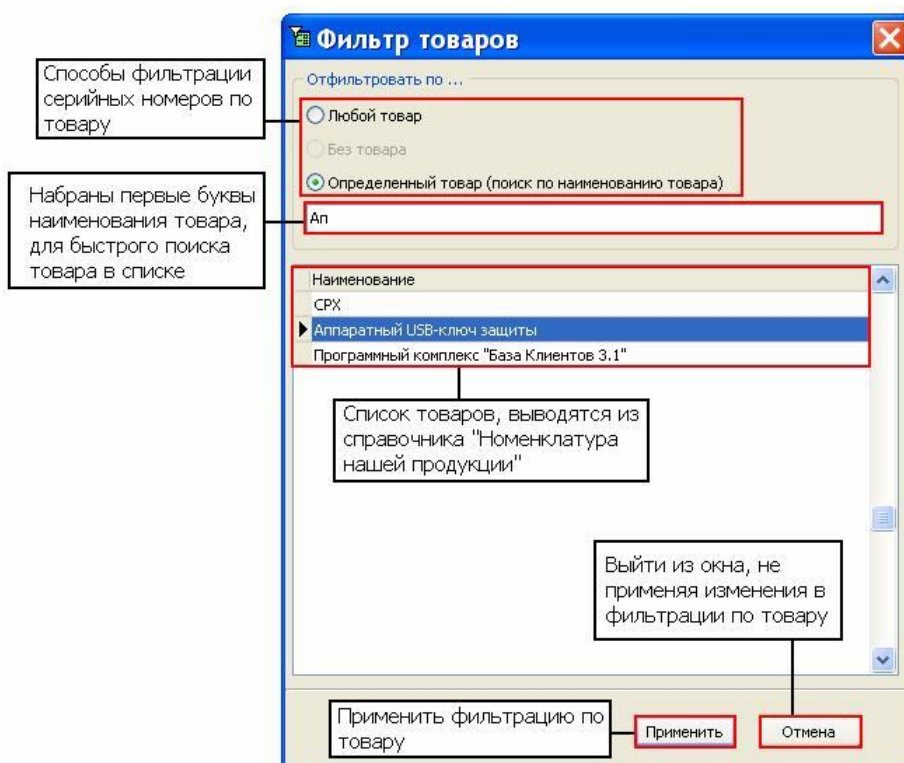 Фильтр товаров
Способы фильтрации
серийных номеров по
товару
Отфильтровать по ...
Любой товар
Без товара
Определенный товар (поиск по наименованию товара)
Набраны первые буквы
наименования товара,
для быстрого поиска
товара в списке
Ап
Наименование
СРХ
Аппаратный USB-ключ защиты
Программный комплекс "База Клиентов 3.1"
Список товаров, выводятся из
справочника "Номенклатура
нашей продукции"
Выйти из окна, не
применяя изменения в
фильтрации по товару
Применить фильтрацию по
товару
Применить
Отмена